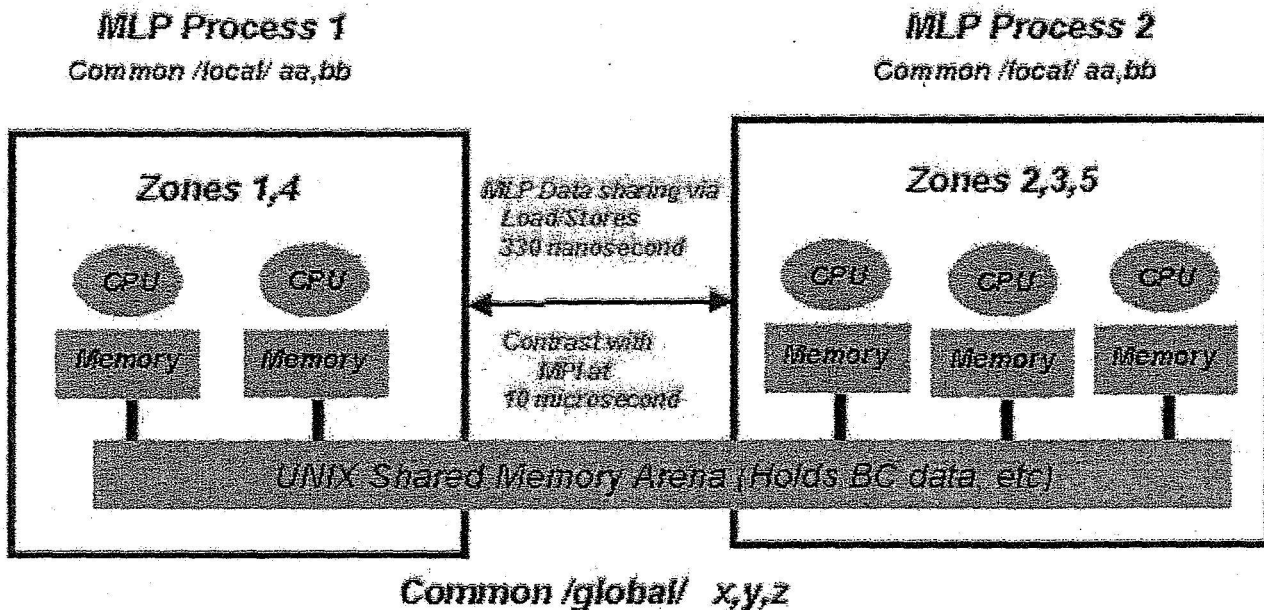 MLP Process 1
Common /local/ aa,bb
MLP Process 2
Common /local/ aa,bb
Zones 1,4
CPU
CPU
Memory
Memory
MLP Data sharing via
Load/Stores
330 nanosecond
Contrast with
MPI at
10 microsecond
Zones 2,3,5
CPU
CPU
CPU
Memory
Memory
Memory
UNIX Shared Memory Arena (Holds BC data, etc)
Common /global/ x,y,z